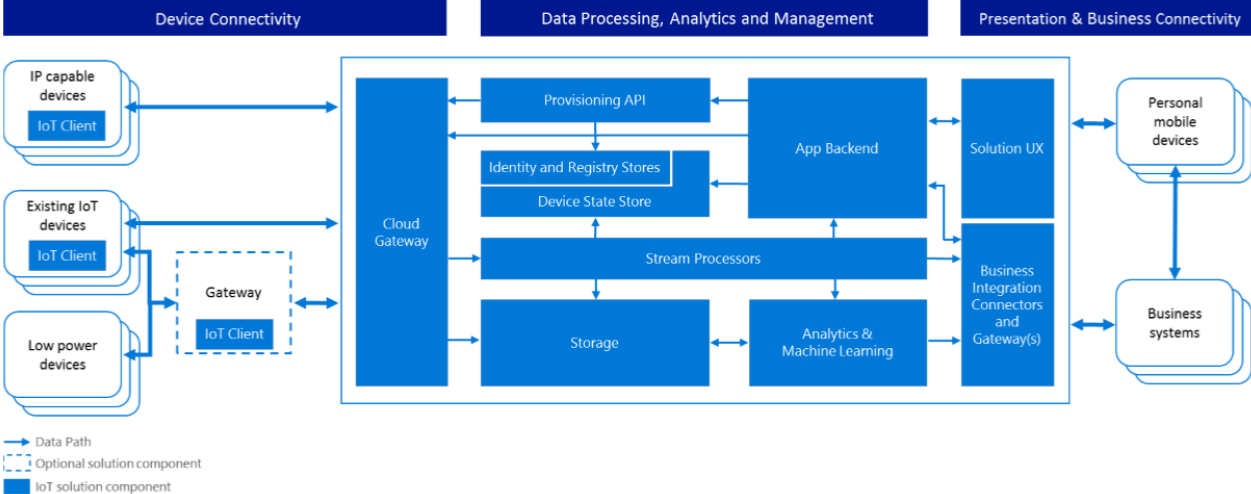 Device Connectivity
Data Processing, Analytics and Management
Presentation & Business Connectivity
IP capable
devices
IoT Client
Existing IoT
devices
IoT Client
Low power
devices
Gateway
IoT Client
Cloud
Gateway
Provisioning API
Identity and Registry Stores
Device State Store
App Backend
Stream Processors
Storage
Analytics &
Machine Learning
Solution UX
Business
Integration
Connectors
and
Gateway(s)
Personal
mobile
devices
Business
systems
Data Path
Optional solution component
IoT solution component